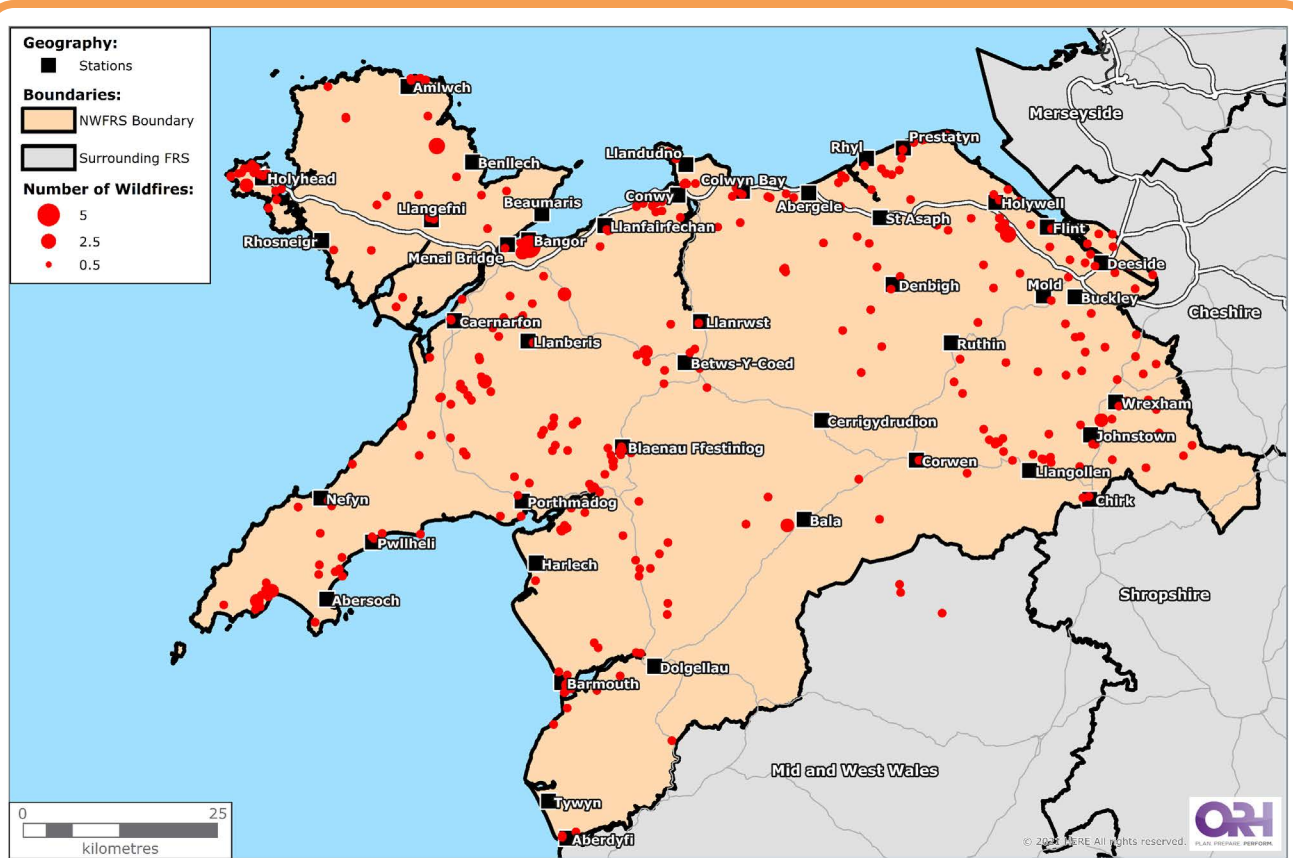 Geography:
Stations
Boundaries:
NWFRS Boundary
Surrounding FRS
Number of Wildfires:
5
2.5
0.5
Amlwch
Merseyside
Prestatyn
Rhyl
Llandudno
Benllech
Holyhead
Colwyn Bay
Conwy
Abergele
Holywell
Beaumaris
Llangefni
St Asaph
Llanfairfechan
Flint
Rhosneigr
Bangor
Menai Bridge
Deeside
Denbigh
Mold
Buckley
Cheshire
Caernarfon
Llanrwst
Llanberis
Ruthin
Betws-Y-Coed
Wrexham
Cerrigydrudion
Johnstown
Blaenau Ffestiniog
Corwen
Llangollen
Nefyn
Porthmadog
Chirk
Bala
Pwllheli
Harlech
Shropshire
Abersoch
Dolgellau
Barmouth
Mid and West Wales
Tywyn
Aberdyfi
0 25
kilometres
HERE All rights reserved.
ORH
PLAN. PREPARE. PERFORM.